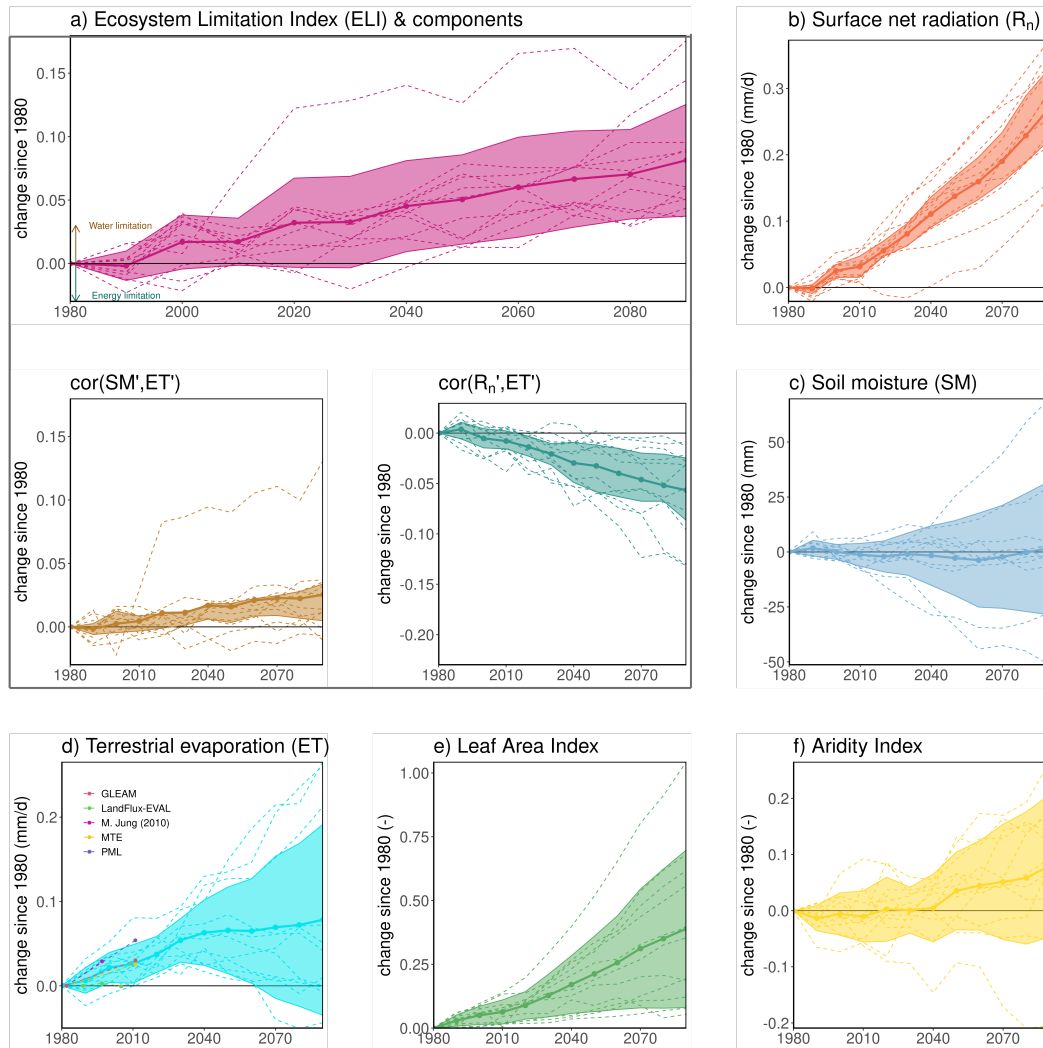 a) Ecosystem Limitation Index (ELI) & components
change since 1980
0.15
0.10
0.05
0.00
Water limitation
Energy limitation
1980 2000 2020 2040 2060 2080
b) Surface net radiation (Rn)
change since 1980 (mm/d)
0.3
0.2
0.1
0.0
1980 2010 2040 2070
cor(SM',ET')
change since 1980
0.15
0.10
0.05
0.00
1980 2010 2040 2070
cor(Rn',ET')
change since 1980
0.00
-0.05
-0.10
-0.15
-0.20
1980 2010 2040 2070
c) Soil moisture (SM)
change since 1980 (mm)
50
25
0
-25
-50
1980 2010 2040 2070
d) Terrestrial evaporation (ET)
change since 1980 (mm/d)
0.2
0.1
0.0
GLEAM
LandFlux-EVAL
M. Jung (2010)
MTE
PML
1980 2010 2040 2070
e) Leaf Area Index
change since 1980 (-)
1.00
0.75
0.50
0.25
0.00
1980 2010 2040 2070
f) Aridity Index
change since 1980 (-)
0.2
0.1
0.0
-0.1
-0.2
1980 2010 2040 2070